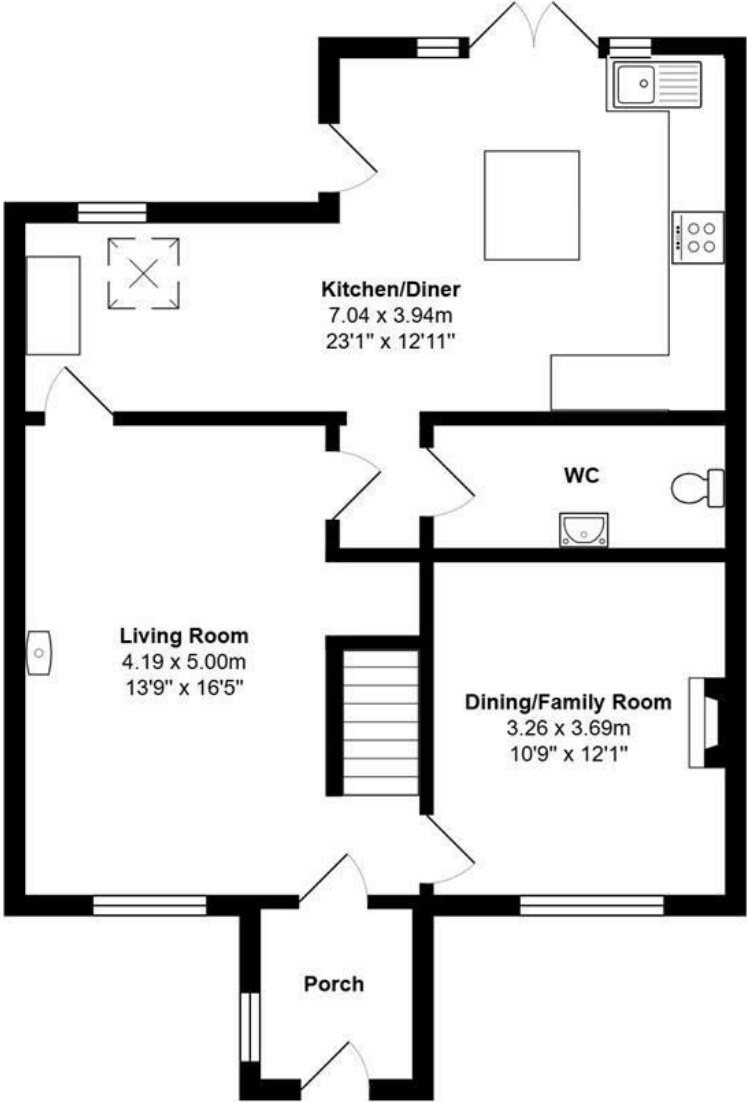 Kitchen/Diner
7.04 x 3.94m
23'1" x 12'11"
WC
Living Room
4.19 x 5.00m
13'9" x 16'5"
Dining/Family Room
3.26 x 3.69m
10'9" x 12'1"
Porch